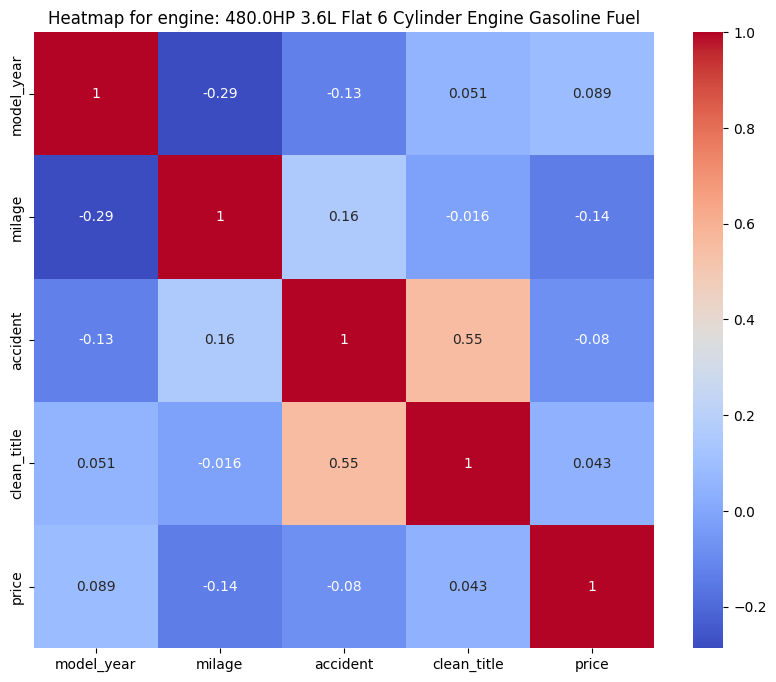 Heatmap for engine: 480.0HP 3.6L Flat 6 Cylinder Engine Gasoline Fuel
model_year 1 -0.29 -0.13 0.051 0.089
milage -0.29 1 0.16 -0.016 -0.14
accident -0.13 0.16 1 0.55 -0.08
clean_title 0.051 -0.016 0.55 1 0.043
price 0.089 -0.14 -0.08 0.043 1
model_year milage accident clean_title price
1.0
0.8
0.6
0.4
0.2
0.0
−0.2